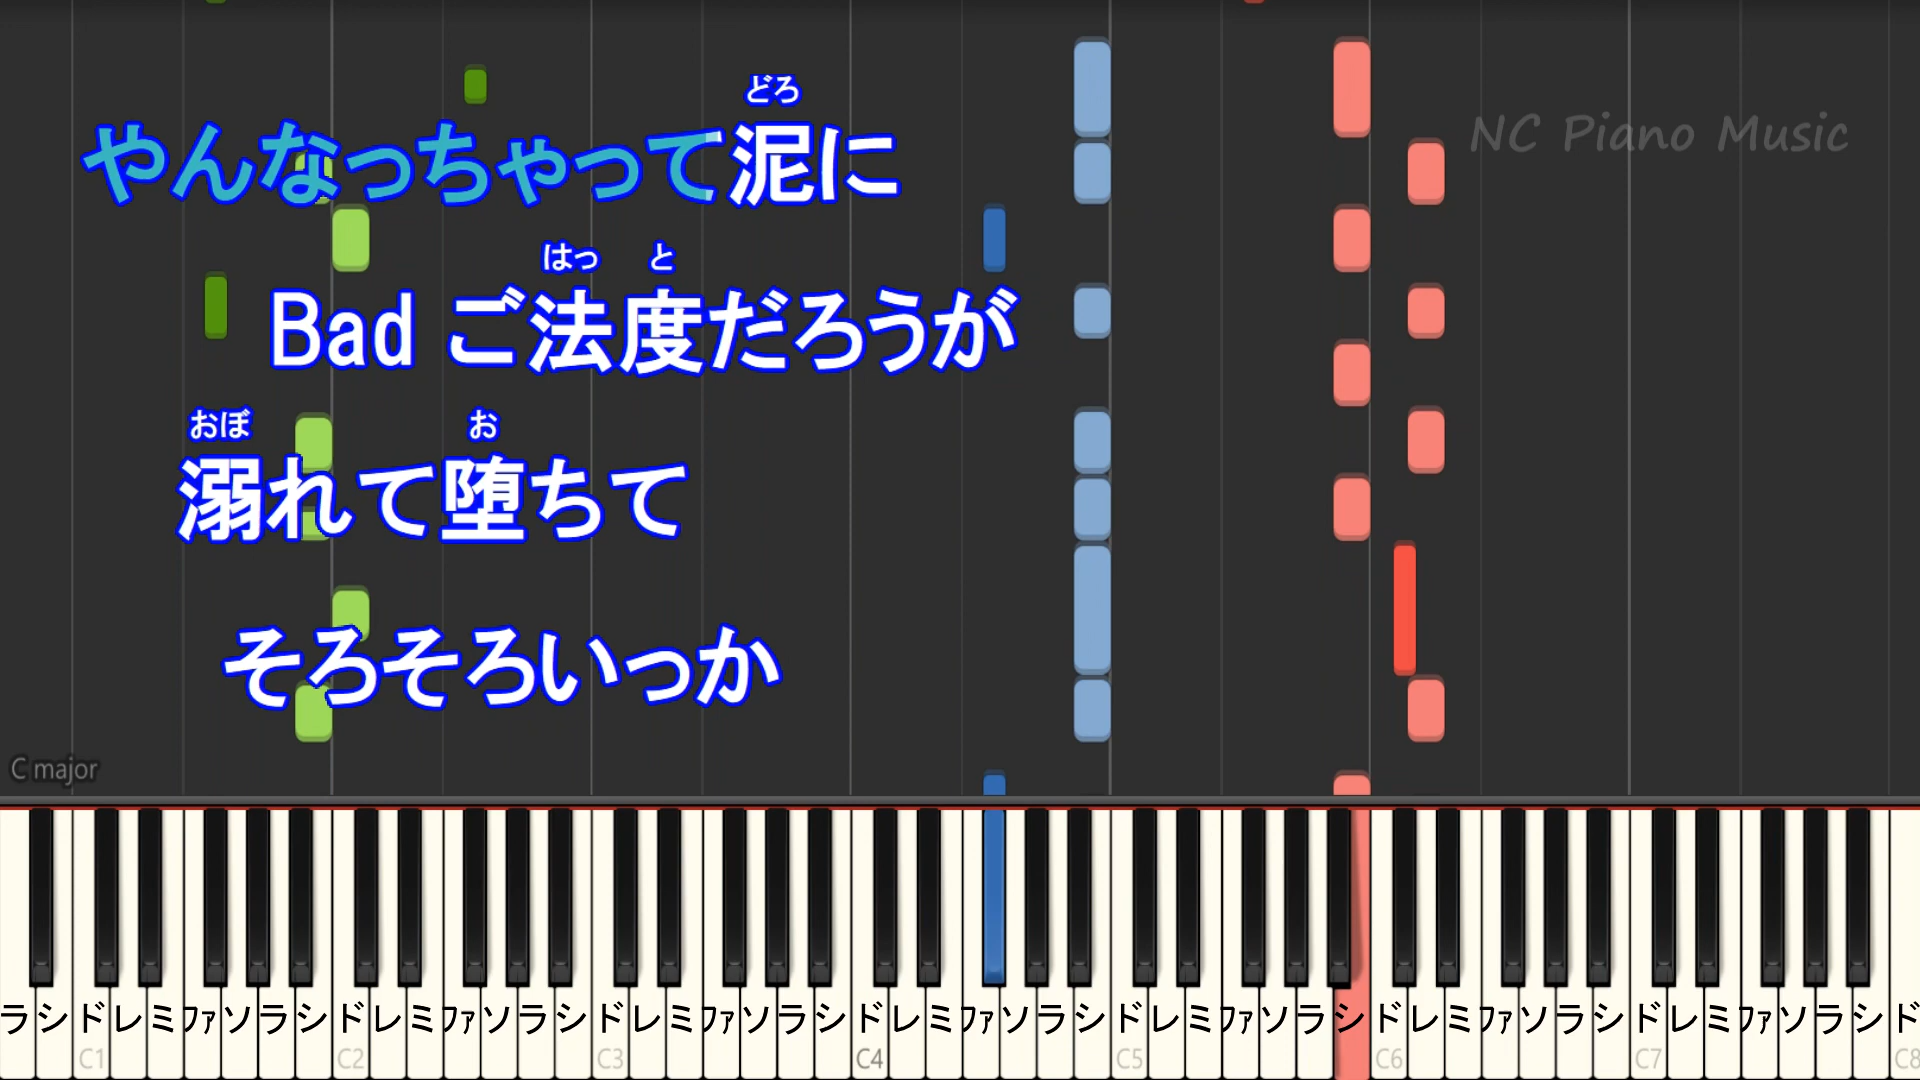 どろ
やんなっちゃって泥に
NC Piano Music
はっ と
Bad ご法度だろうが
おぼ お
溺れて堕ちて
そろそろいっか
C major
ラシドレミファソラシドレミファソラシドレミファソラシドレミファソラシドレミファソラシドレミファソラシドレミファソラシド
C1 C2 C3 C4 C5 C6 C7 C8